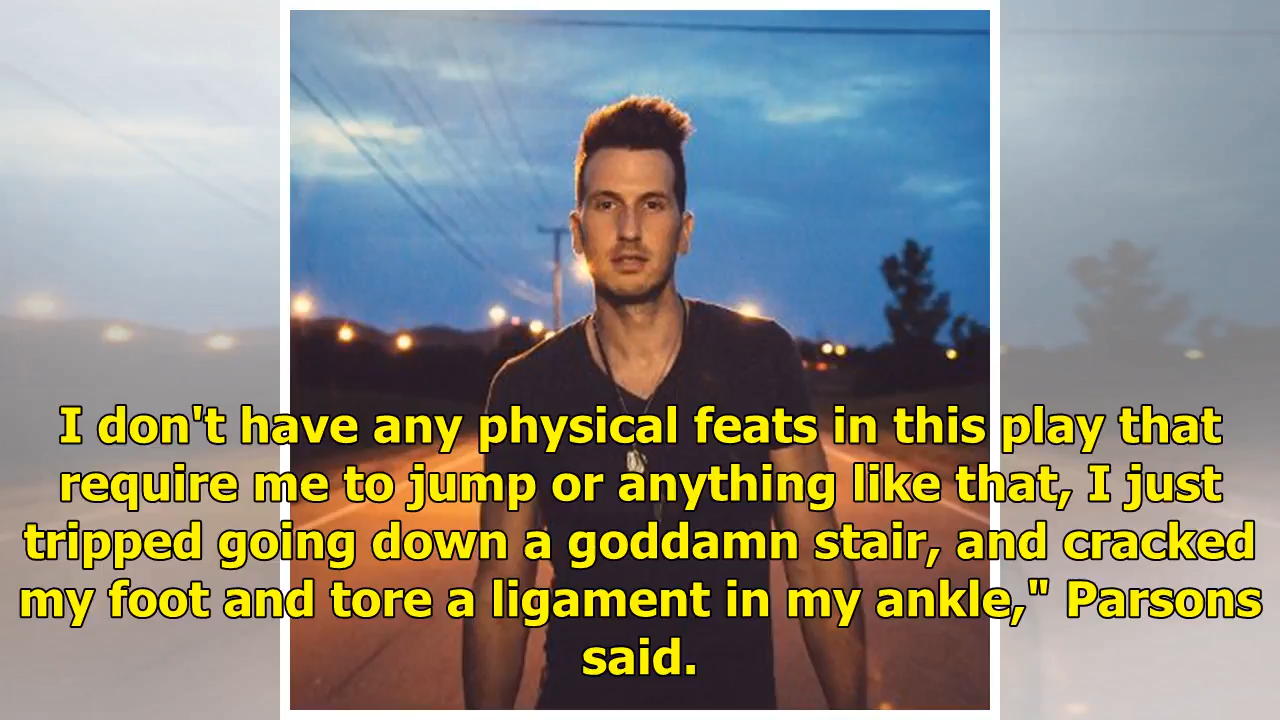 I don't have any physical feats in this play that
require me to jump or anything like that, I just
tripped going down a goddamn stair, and cracked
my foot and tore a ligament in my ankle," Parsons
said.